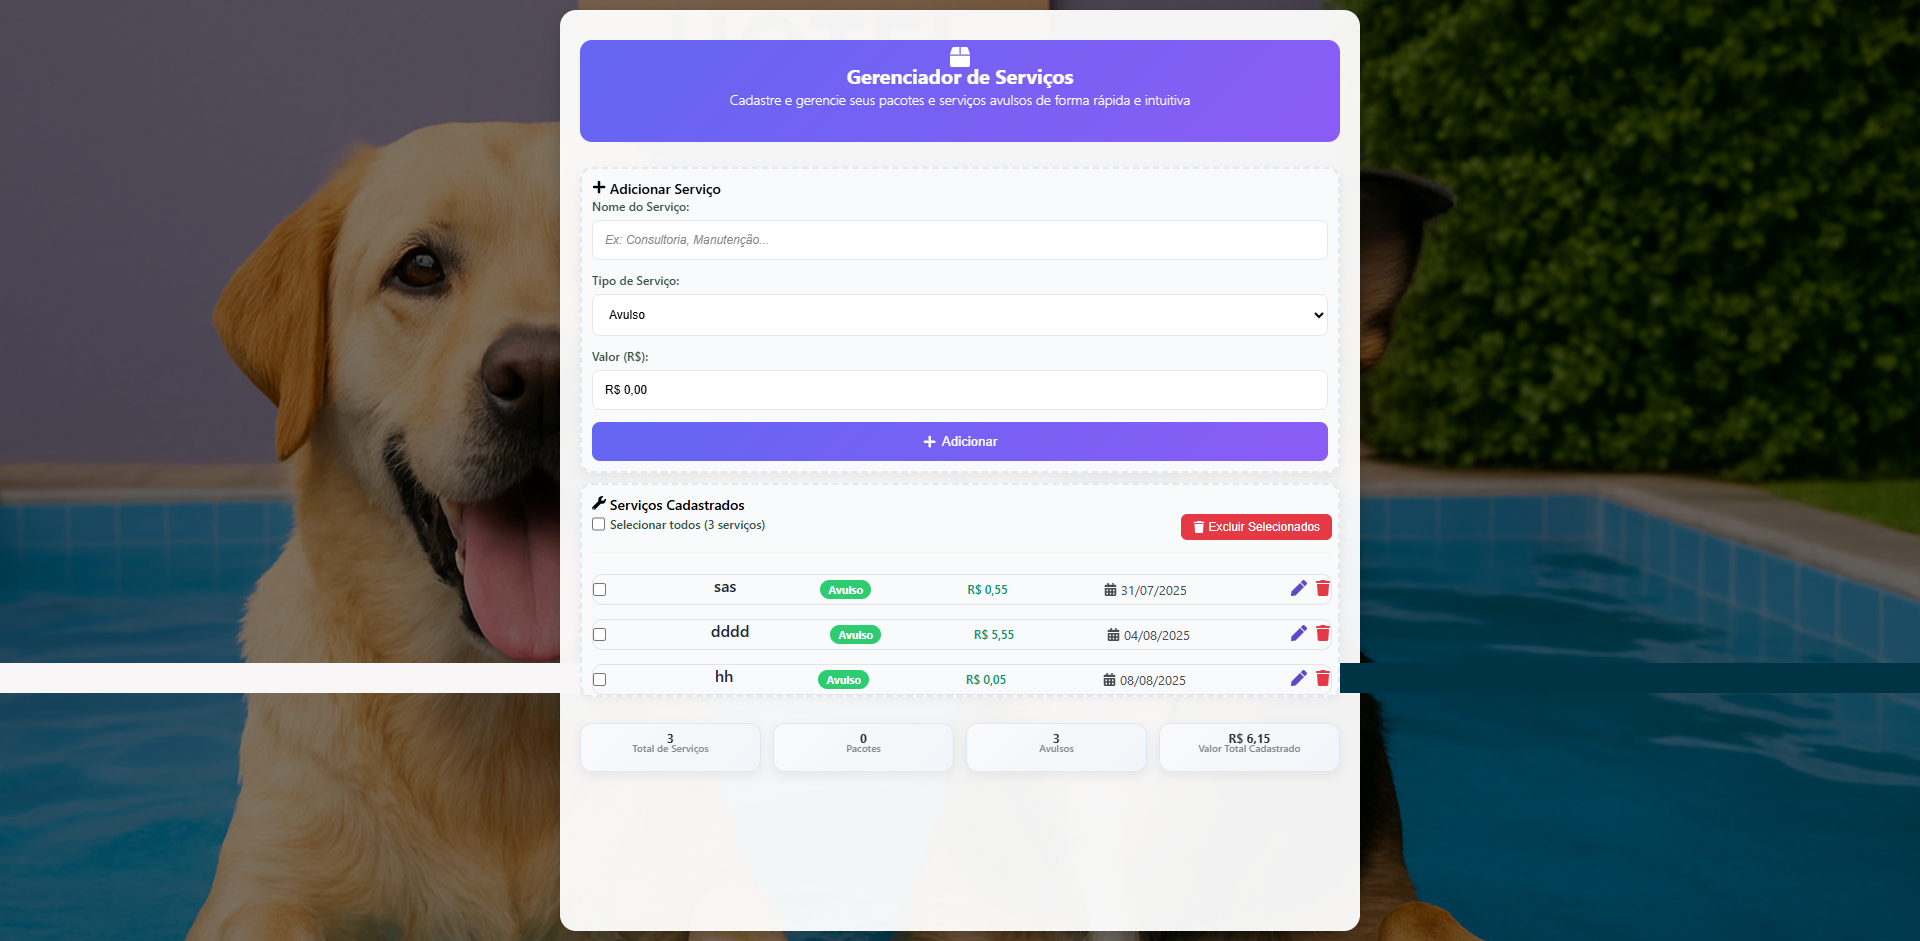 Gerenciador de Serviços
Cadastre e gerencie seus pacotes e serviços avulsos de forma rápida e intuitiva
Adicionar Serviço
Nome do Serviço:
Ex: Consultoria, Manutenção...
Tipo de Serviço:
Avulso
Valor (R$):
R$ 0,00
Adicionar
Serviços Cadastrados
Selecionar todos (3 serviços)
Excluir Selecionados
sas Avulso R$ 0,55 31/07/2025
dddd Avulso R$ 5,55 04/08/2025
hh Avulso R$ 0,05 08/08/2025
3 0 3 R$ 6,15
Total de Serviços Pacotes Avulsos Valor Total Cadastrado